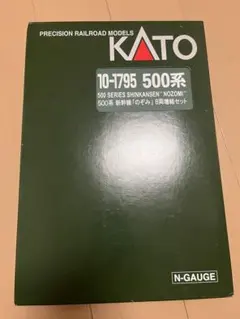 PRECISION RAILROAD MODELS
KATO
10-1795 500系
500 SERIES SHINKANSEN "NOZOMI"
500系 新幹線「のぞみ」 8両増結セット
N-GAUGE